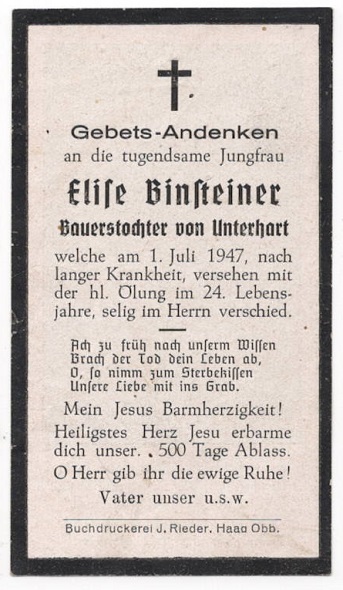 Gebets-Andenken
an die tugendsame Jungfrau
Elise Binsteiner
Bauerstochter von Unterhart
welche am 1. Juli 1947, nach
langer Krankheit, versehen mit
der hl. Ölung im 24. Lebens-
jahre, selig im Herrn verschied.
Ach zu früh nach unserm Wissen
Brach der Tod dein Leben ab,
O, so nimm zum Sterbekissen
Unsere Liebe mit ins Grab.
Mein Jesus Barmherzigkeit!
Heiligstes Herz Jesu erbarme
dich unser. 500 Tage Ablass.
O Herr gib ihr die ewige Ruhe!
Vater unser u.s.w.
Buchdruckerei J. Rieder, Haag Obb.